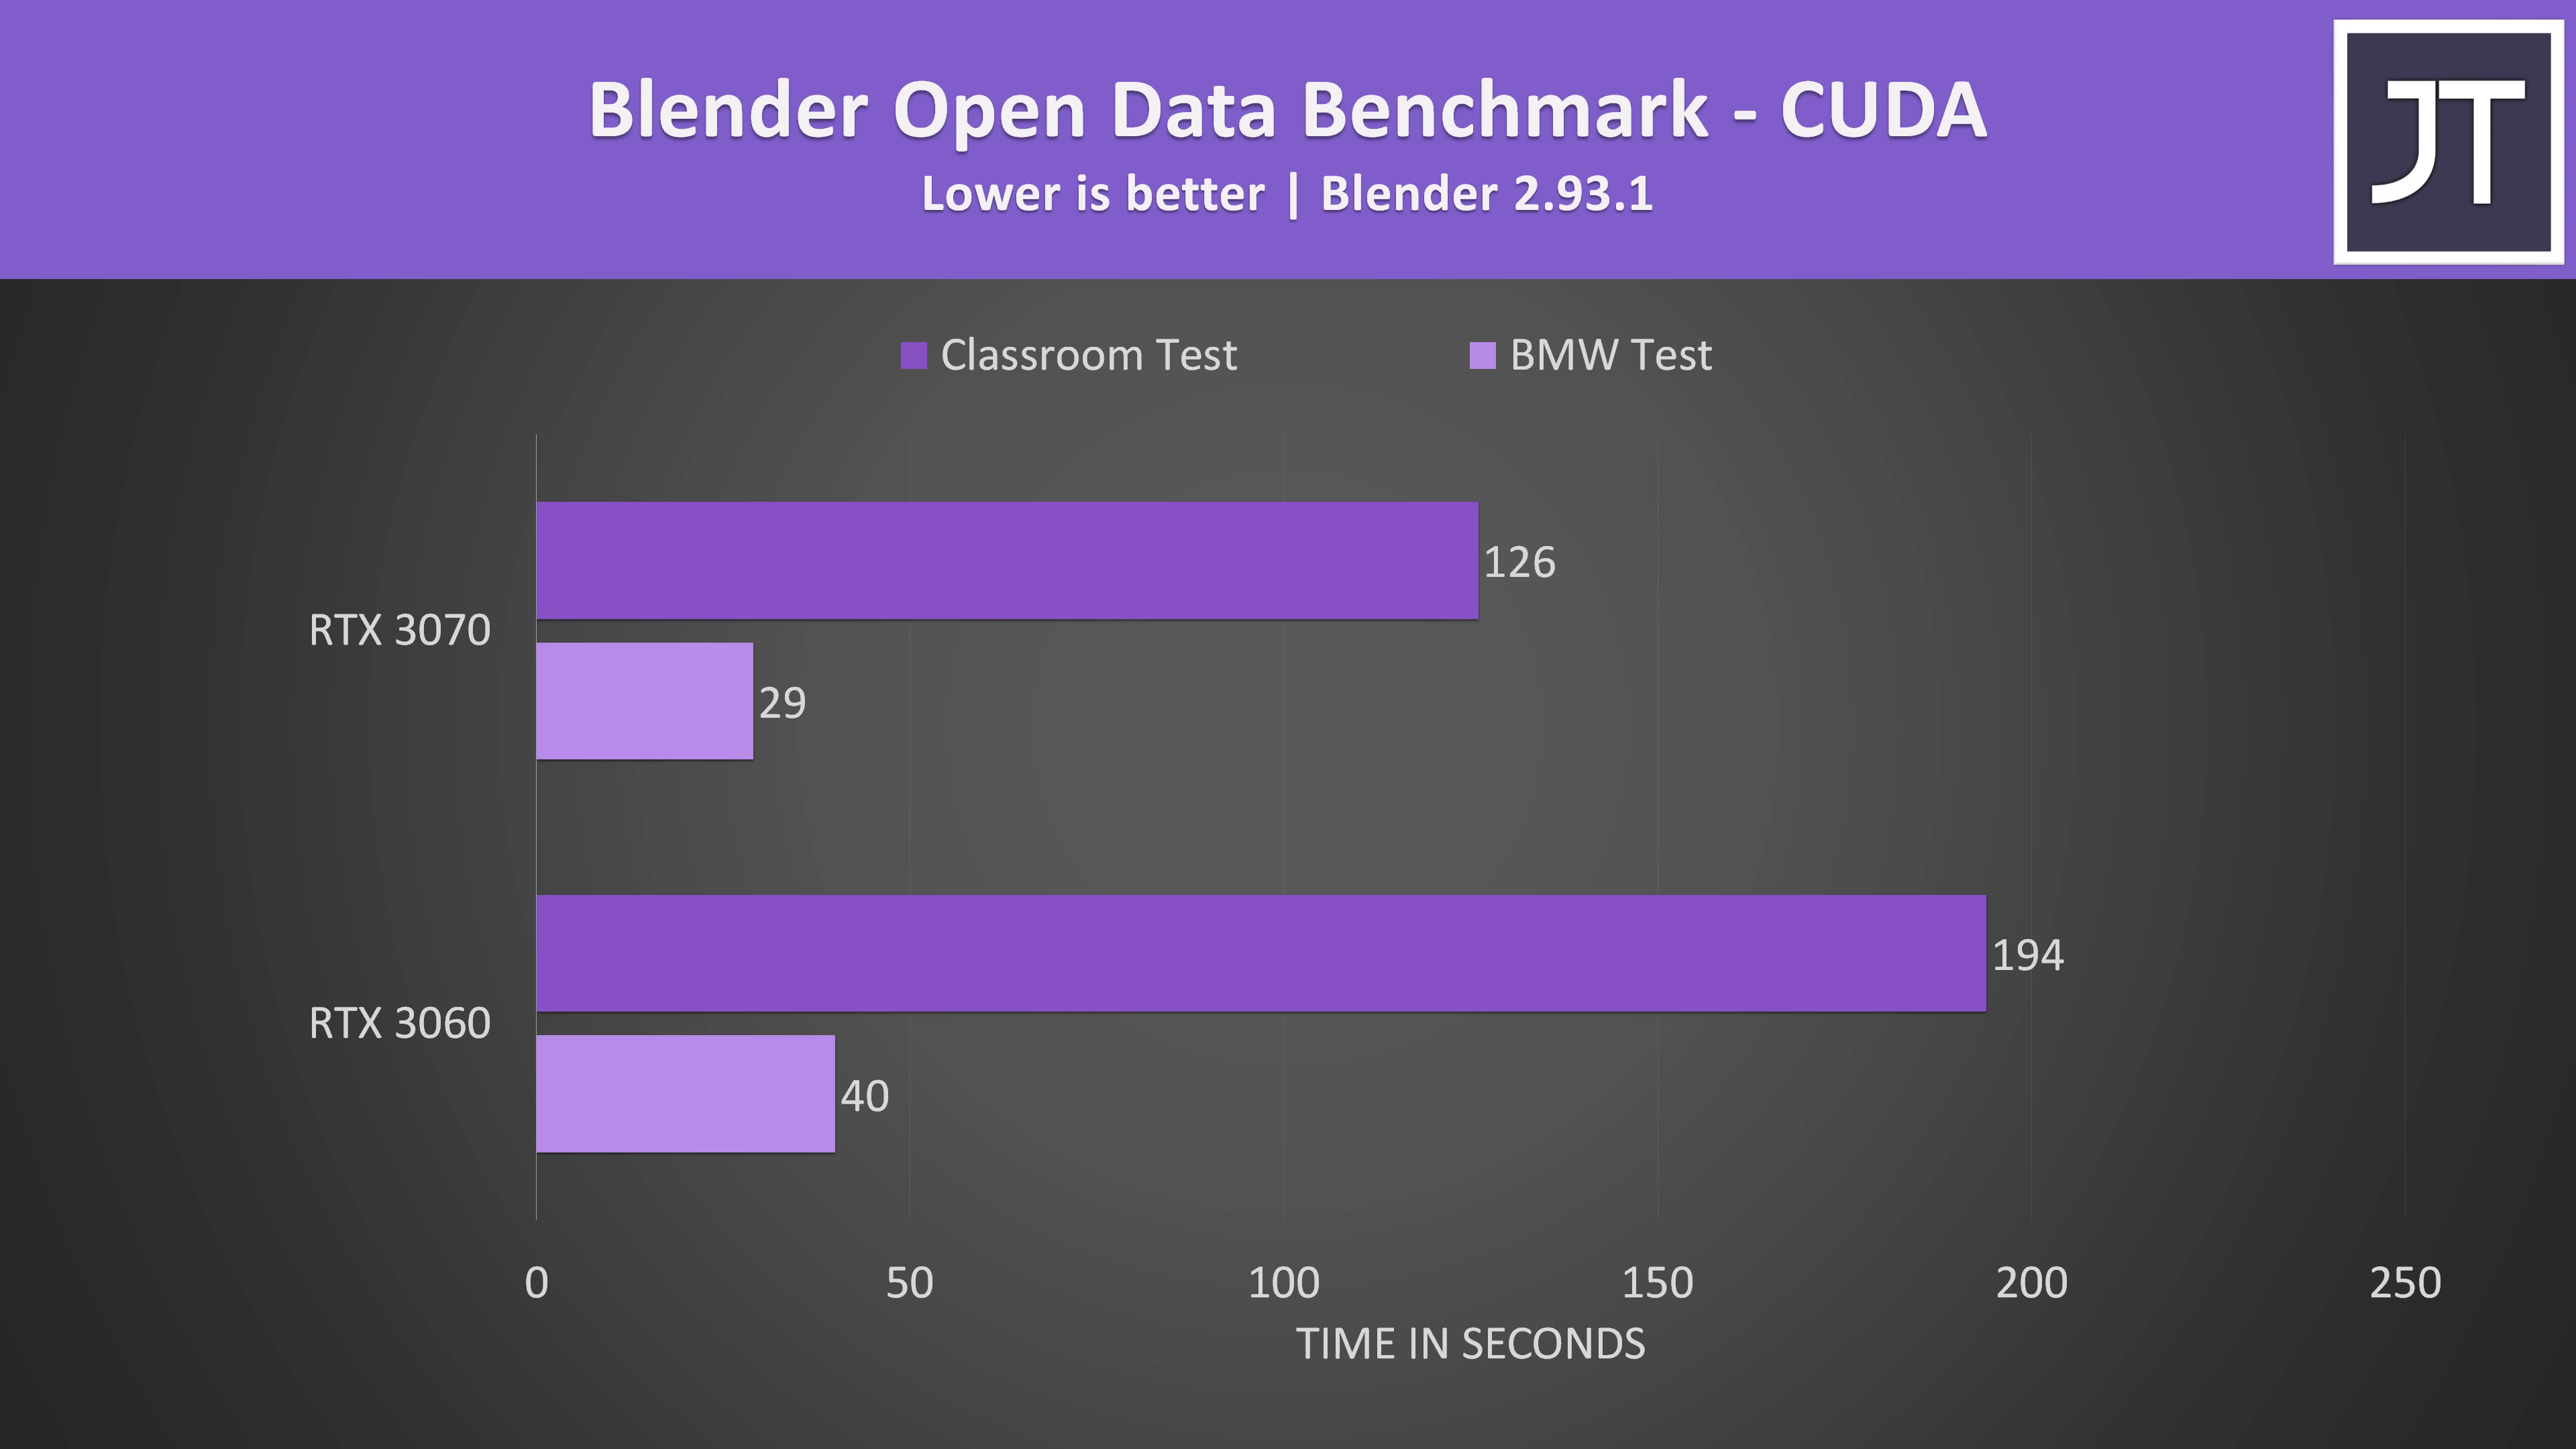 Blender Open Data Benchmark - CUDA
Lower is better | Blender 2.93.1
JT
Classroom Test
BMW Test
126
RTX 3070
29
194
RTX 3060
40
0 50 100 150 200 250
TIME IN SECONDS